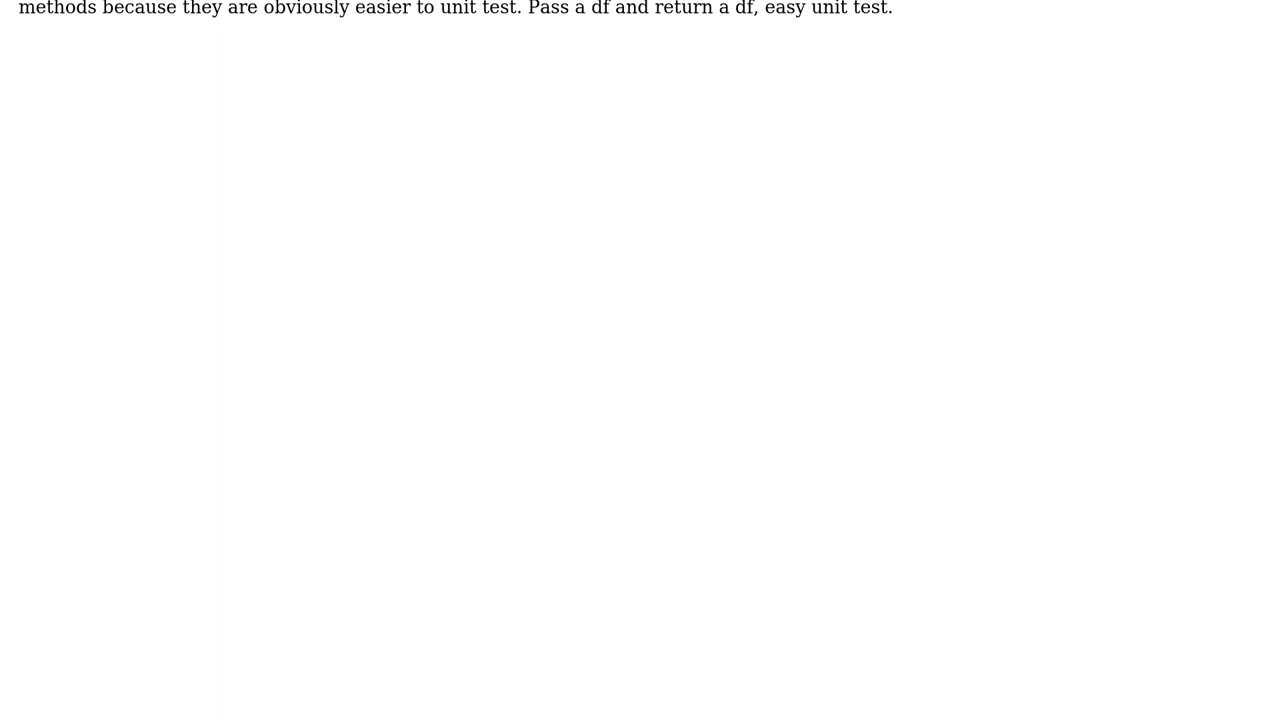 methods because they are obviously easier to unit test. Pass a df and return a df, easy unit test.